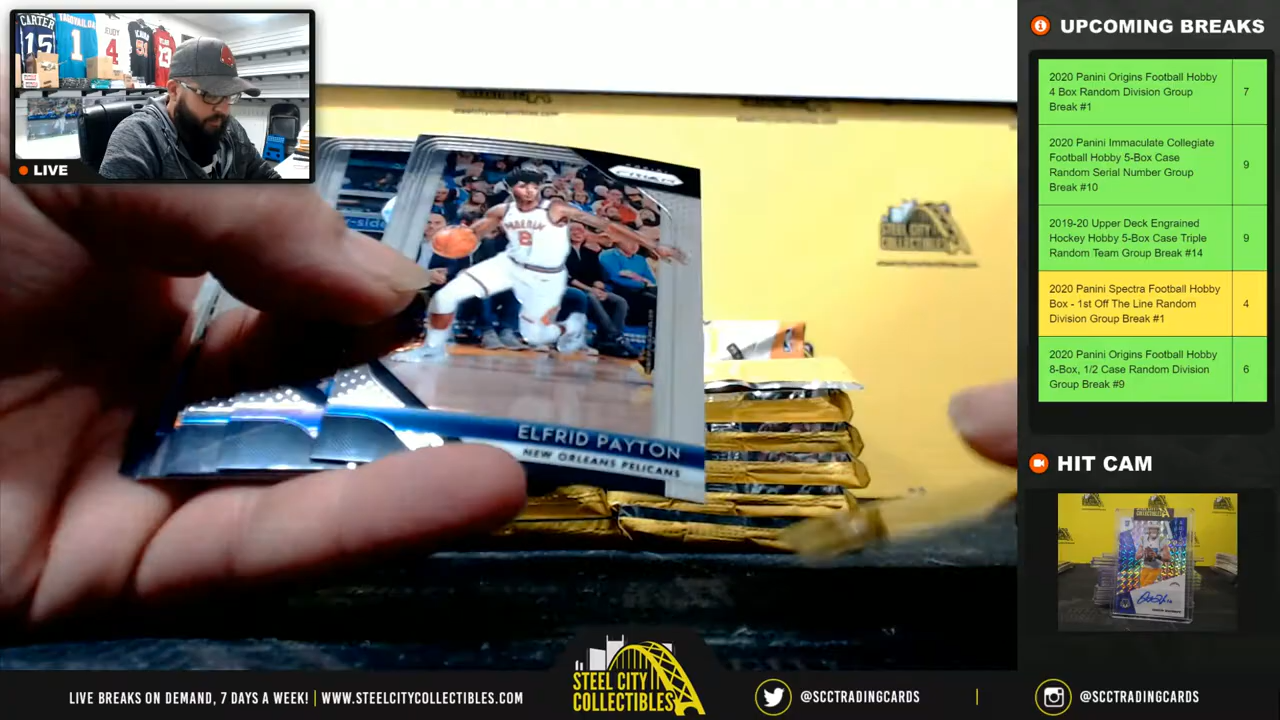 CARTER
15
1
JEUDY
4
LIVE
PRIZM
ELFRID PAYTON
NEW ORLEANS PELICANS
STEEL CITY
COLLECTIBLES
UPCOMING BREAKS
2020 Panini Origins Football Hobby
4 Box Random Division Group
Break #1
7
2020 Panini Immaculate Collegiate
Football Hobby 5-Box Case
Random Serial Number Group
Break #10
9
2019-20 Upper Deck Engrained
Hockey Hobby 5-Box Case Triple
Random Team Group Break #14
9
2020 Panini Spectra Football Hobby
Box - 1st Off The Line Random
Division Group Break #1
4
2020 Panini Origins Football Hobby
8-Box, 1/2 Case Random Division
Group Break #9
6
HIT CAM
LIVE BREAKS ON DEMAND, 7 DAYS A WEEK! | WWW.STEELCITYCOLLECTIBLES.COM
STEEL CITY
COLLECTIBLES
@SCCTRADINGCARDS
@SCCTRADINGCARDS